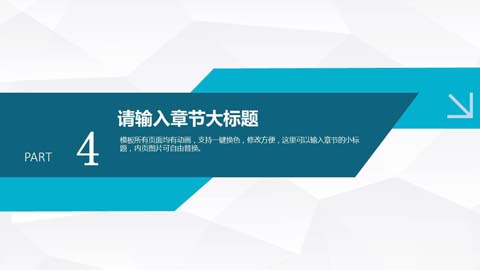 请输入章节大标题
模板所有页面均有动画，支持一键换色，修改方便，这里可以输入章节的小标
题，内页图片可自由替换。
PART 4